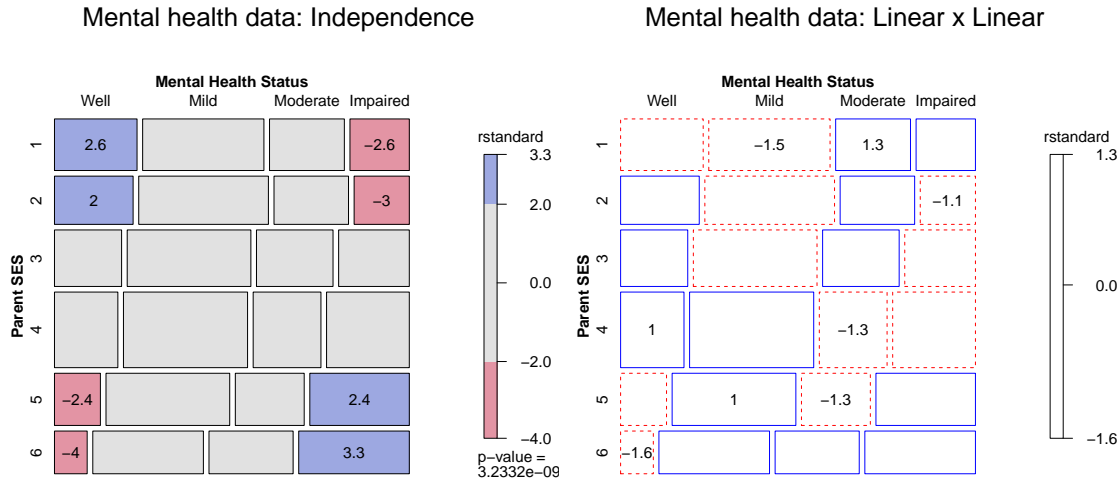 Mental health data: Independence
Mental Health Status
Well Mild Moderate Impaired
Parent SES
1 2.6 −2.6
2 2 −3
3
4
5 −2.4 2.4
6 −4 3.3
rstandard
3.3
2.0
0.0
−2.0
−4.0
p−value =
3.2332e−09
Mental health data: Linear x Linear
Mental Health Status
Well Mild Moderate Impaired
Parent SES
1 −1.5 1.3
2 −1.1
3
4 1 −1.3
5 1 −1.3
6 −1.6
rstandard
1.3
0.0
−1.6